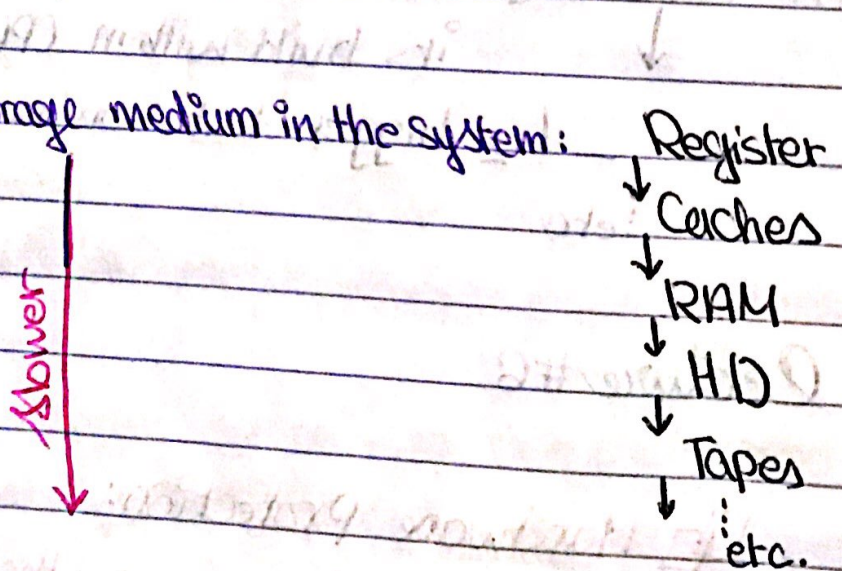 rage medium in the system: Register
↓ Caches
↓ RAM
↓ HD
↓ Tapes
↓ etc.
slower